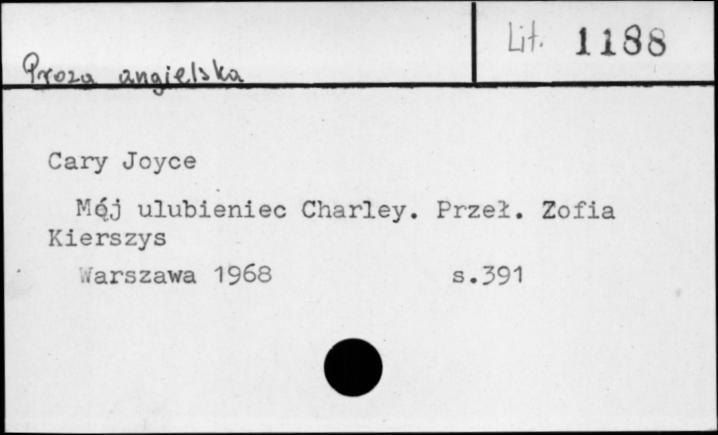 Proza angielska
Lit. 1188
Cary Joyce
Mój ulubieniec Charley. Przeł. Zofia
Kierszys
Warszawa 1968 s.391